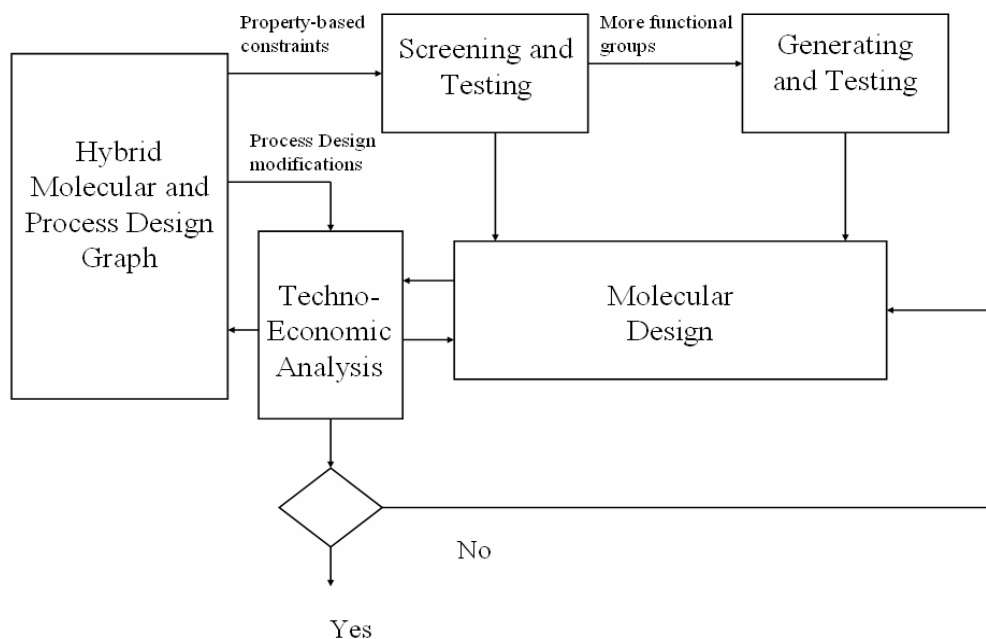 Property-based
constraints
Screening and
Testing
More functional
groups
Generating
and Testing
Hybrid
Molecular and
Process Design
Graph
Process Design
modifications
Techno-
Economic
Analysis
Molecular
Design
No
Yes